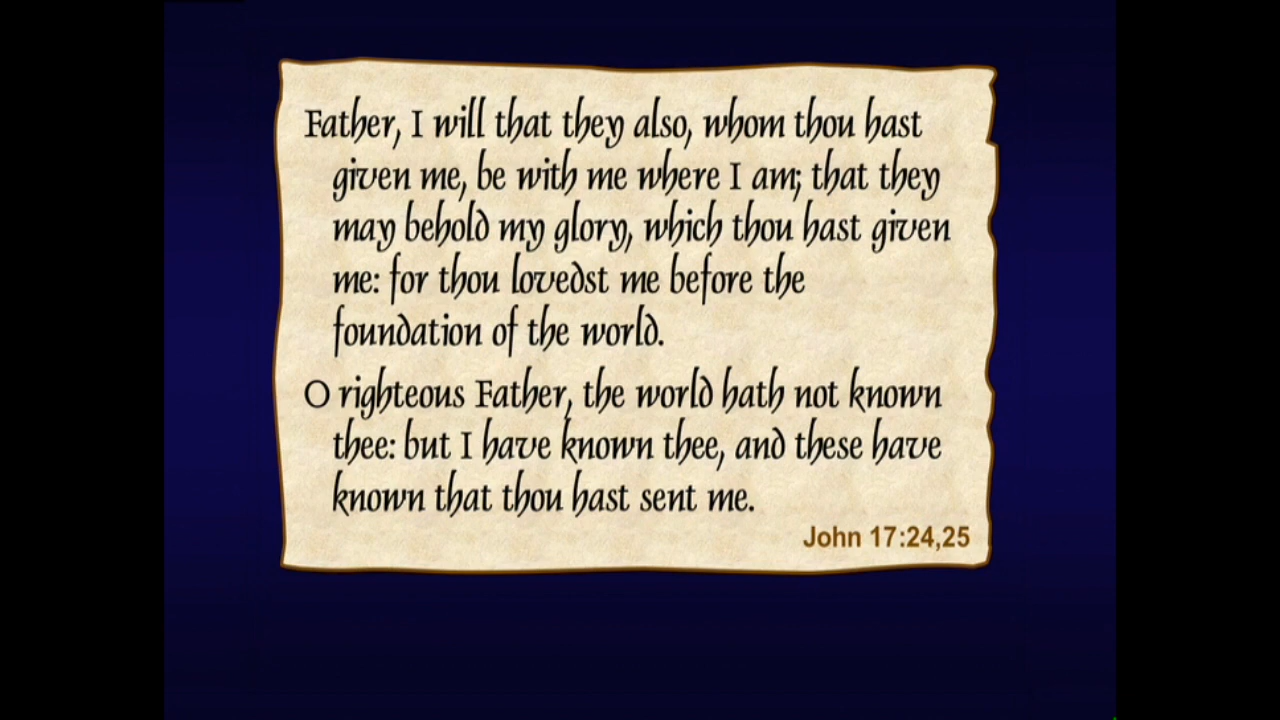 Father, I will that they also, whom thou hast
given me, be with me where I am; that they
may behold my glory, which thou hast given
me: for thou lovedst me before the
foundation of the world.
O righteous Father, the world hath not known
thee: but I have known thee, and these have
known that thou hast sent me.
John 17:24,25